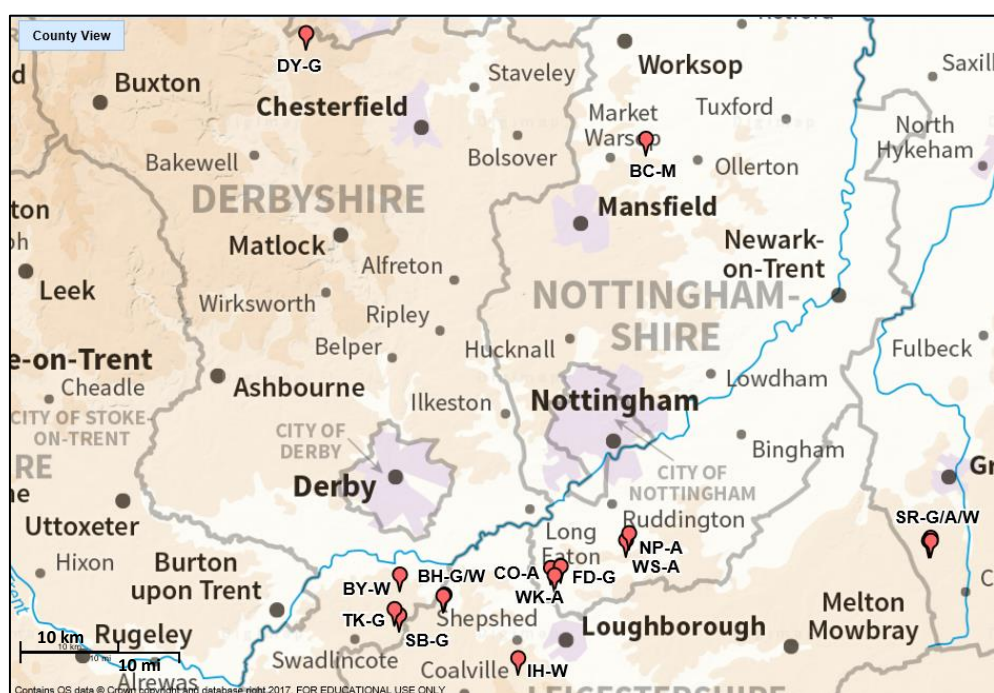 County View
Buxton
DY-G
Chesterfield
Staveley
Worksop
Saxil
Tuxford
Market
Warsop
BC-M
North
Hykeham
Bakewell
Bolsover
Ollerton
DERBYSHIRE
Mansfield
ton
Matlock
Newark-
on-Trent
Leek
Alfreton
Wirksworth
NOTTINGHAM-
SHIRE
Ripley
Belper
Hucknall
Fulbeck
e-on-Trent
Cheadle
Ashbourne
Lowdham
CITY OF STOKE-
ON-TRENT
Ilkeston
Nottingham
CITY OF
DERBY
Bingham
RE
Derby
CITY OF
NOTTINGHAM
Gr
ne
Uttoxeter
Long
Eaton
Ruddington
SR-G/A/W
NP-A
WS-A
Hixon
Burton
upon Trent
BY-W
BH-G/W
CO-A
FD-G
WK-A
TK-G
SB-G
Shepshed
Loughborough
Melton
Mowbray
10 km
10 mi
10 mi
Rugeley
Swadlincote
Coalville
IH-W
Alrewas
LEICESTERSHIRE
Contains OS data © Crown copyright and database right 2017. FOR EDUCATIONAL USE ONLY.